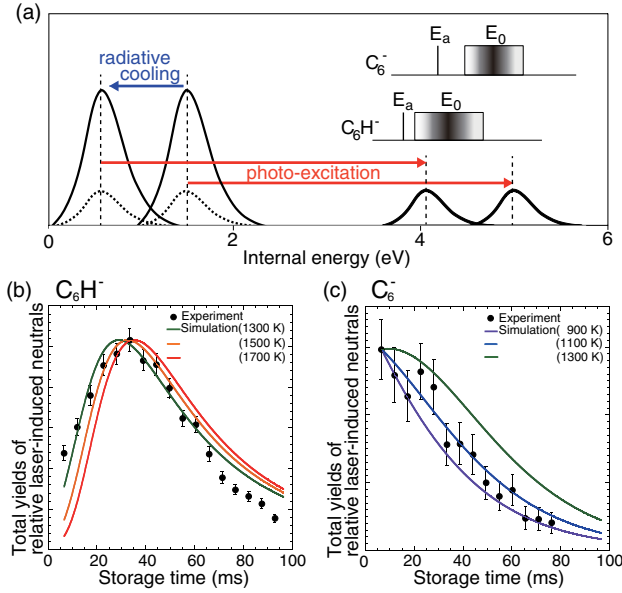 (a)
radiative
cooling
photo-excitation
Eₐ E₀
C₆⁻
Eₐ E₀
C₆H⁻
0 2 4 6
Internal energy (eV)
(b) C₆H⁻
Experiment
Simulation(1300 K)
(1500 K)
(1700 K)
Total yields of
relative laser-induced neutrals
0 20 40 60 80 100
Storage time (ms)
(c) C₆⁻
Experiment
Simulation( 900 K)
(1100 K)
(1300 K)
Total yields of
relative laser-induced neutrals
0 20 40 60 80 100
Storage time (ms)